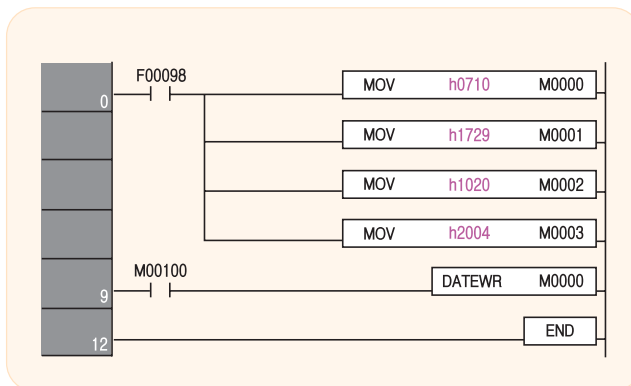 F00098
0 MOV h0710 M0000
MOV h1729 M0001
MOV h1020 M0002
MOV h2004 M0003
M00100
9 DATEWR M0000
12 END